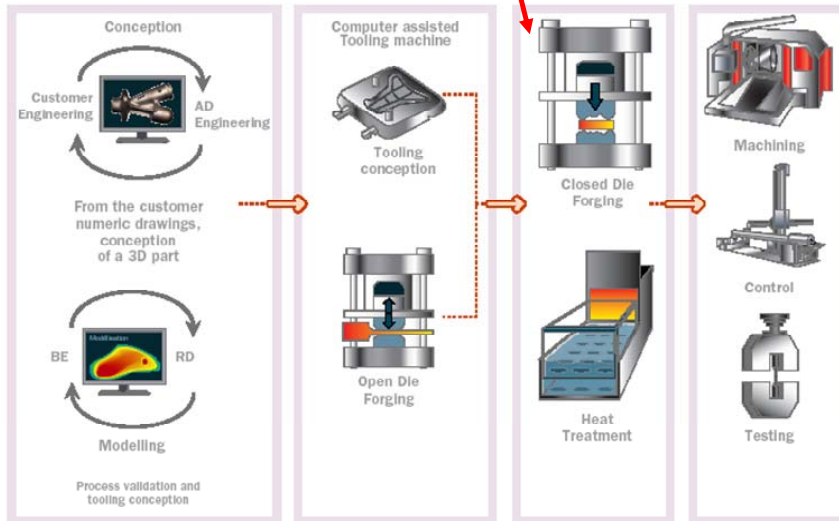 Conception
Customer
Engineering
AD
Engineering
From the customer
numeric drawings,
conception
of a 3D part
Modélisation
BE
RD
Modelling
Process validation and
tooling conception
Computer assisted
Tooling machine
Tooling
conception
Open Die
Forging
Closed Die
Forging
Heat
Treatment
Machining
Control
Testing